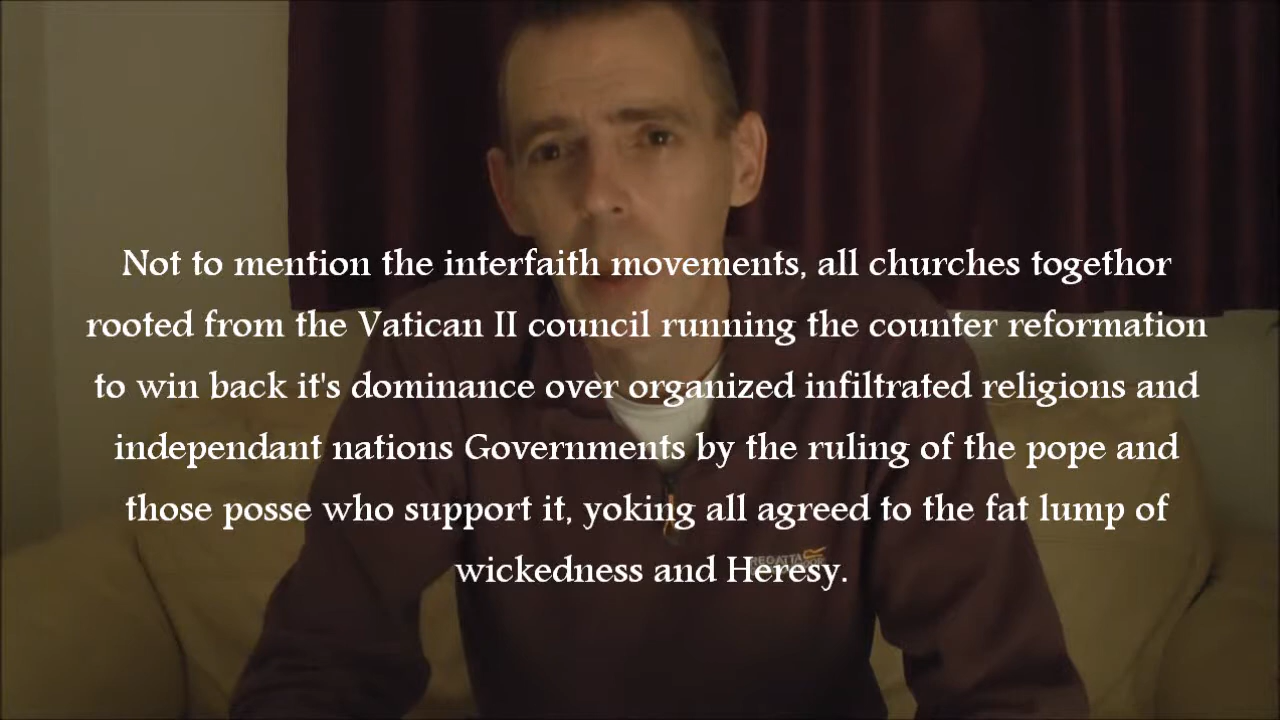 Not to mention the interfaith movements, all churches togethor
rooted from the Vatican II council running the counter reformation
to win back it's dominance over organized infiltrated religions and
independant nations Governments by the ruling of the pope and
those posse who support it, yoking all agreed to the fat lump of
wickedness and Heresy.
REGATTA